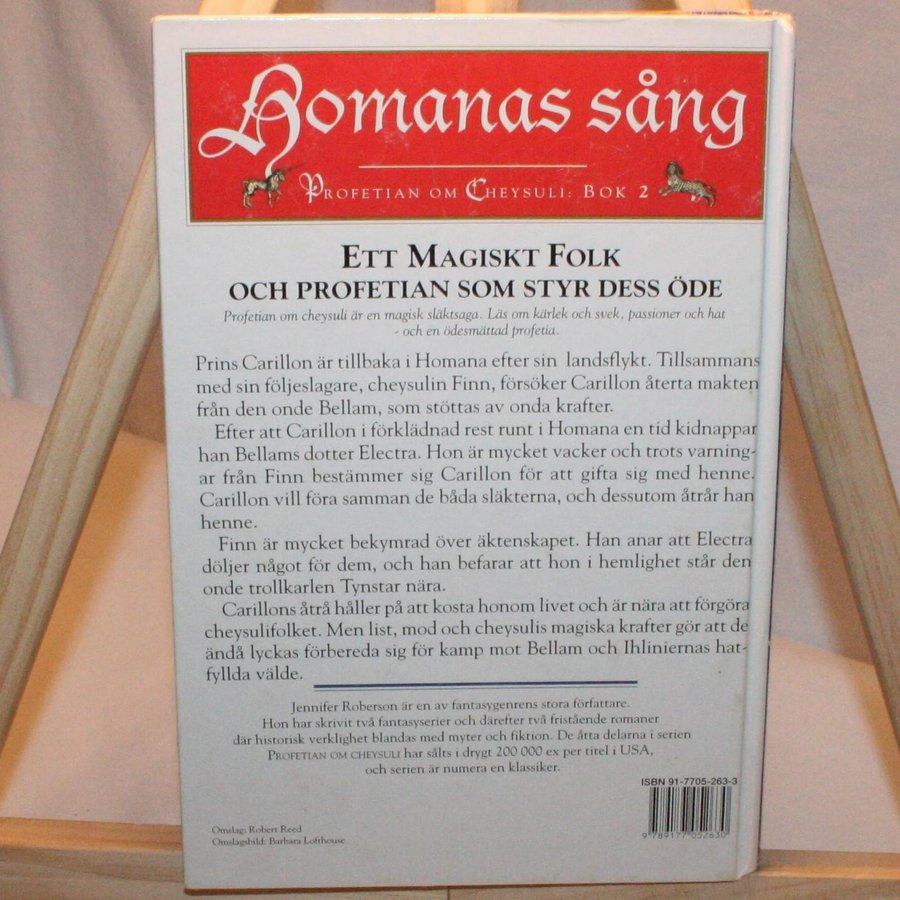 Homanas sång
Profetian om Cheysuli: Bok 2
Ett Magiskt Folk
och profetian som styr dess öde
Profetian om cheysuli är en magisk släktsaga. Läs om kärlek och svek, passioner och hat
- och en ödesmättad profetia.
Prins Carillon är tillbaka i Homana efter sin landsflykt. Tillsammans
med sin följeslagare, cheysulin Finn, försöker Carillon återta makten
från den onde Bellam, som stöttas av onda krafter.
Efter att Carillon i förklädnad rest runt i Homana en tid kidnappar
han Bellams dotter Electra. Hon är mycket vacker och trots varning-
ar från Finn bestämmer sig Carillon för att gifta sig med henne.
Carillon vill föra samman de båda släkterna, och dessutom åtrår han
henne.
Finn är mycket bekymrad över äktenskapet. Han anar att Electra
döljer något för dem, och han befarar att hon i hemlighet står den
onde trollkarlen Tynstar nära.
Carillons åtrå håller på att kosta honom livet och är nära att förgöra
cheysulifolket. Men list, mod och cheysulis magiska krafter gör att de
ändå lyckas förbereda sig för kamp mot Bellam och Ihliniernas hat-
fyllda välde.
Jennifer Roberson är en av fantasygenrens stora författare.
Hon har skrivit två fantasyserier och därefter två fristående romaner
där historisk verklighet blandas med myter och fiktion. De åtta delarna i serien
Profetian om cheysuli har sålts i drygt 200 000 ex per titel i USA,
och serien är numera en klassiker.
ISBN 91-7705-263-3
9 789177 052630
Omslag: Robert Reed
Omslagsbild: Barbara Lofthouse